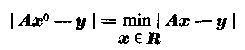 | Ax⁰ — y | = min | Ax — y |
x ∈ R